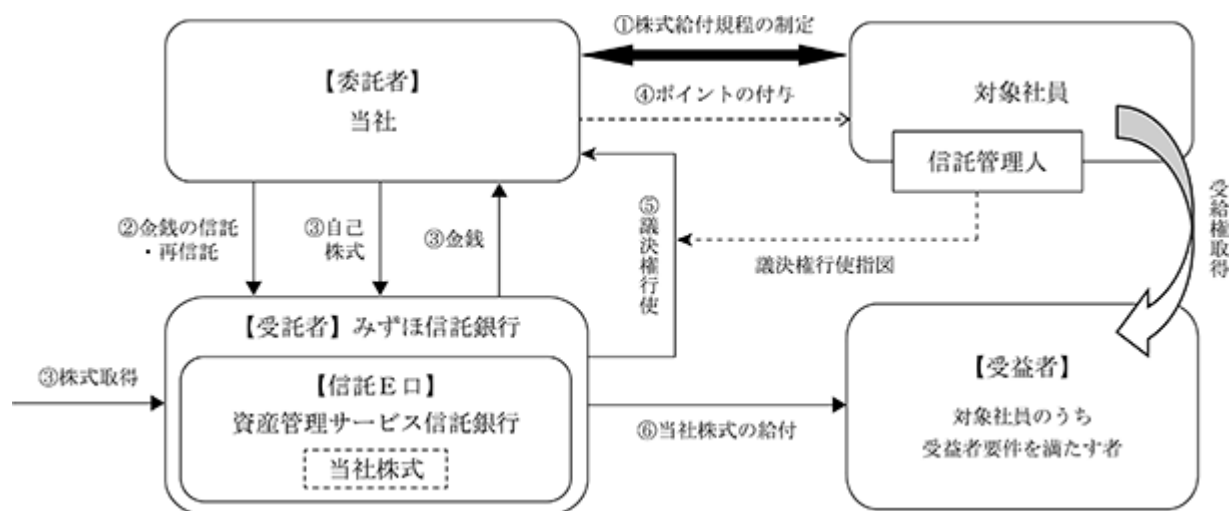 ①株式給付規程の制定
【委託者】
当社
④ポイントの付与
対象社員
信託管理人
②金銭の信託
・再信託
③自己
株式
③金銭
⑤議決権行使
議決権行使指図
受給権取得
【受託者】みずほ信託銀行
③株式取得
【信託E口】
資産管理サービス信託銀行
当社株式
⑥当社株式の給付
【受益者】
対象社員のうち
受益者要件を満たす者